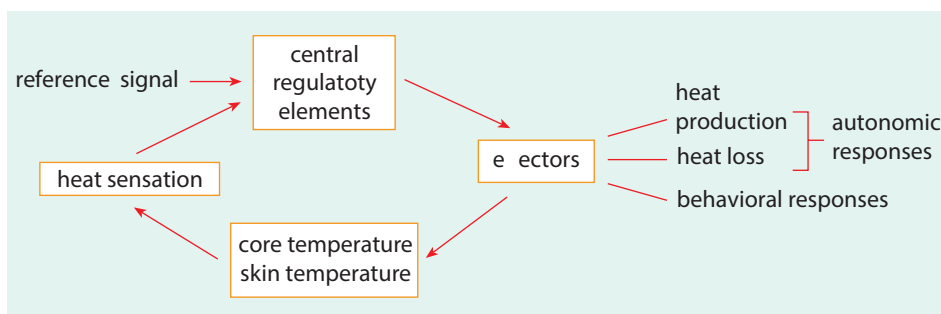 reference signal
central
regulatoty
elements
heat sensation
core temperature
skin temperature
e ectors
heat
production
heat loss
autonomic
responses
behavioral responses